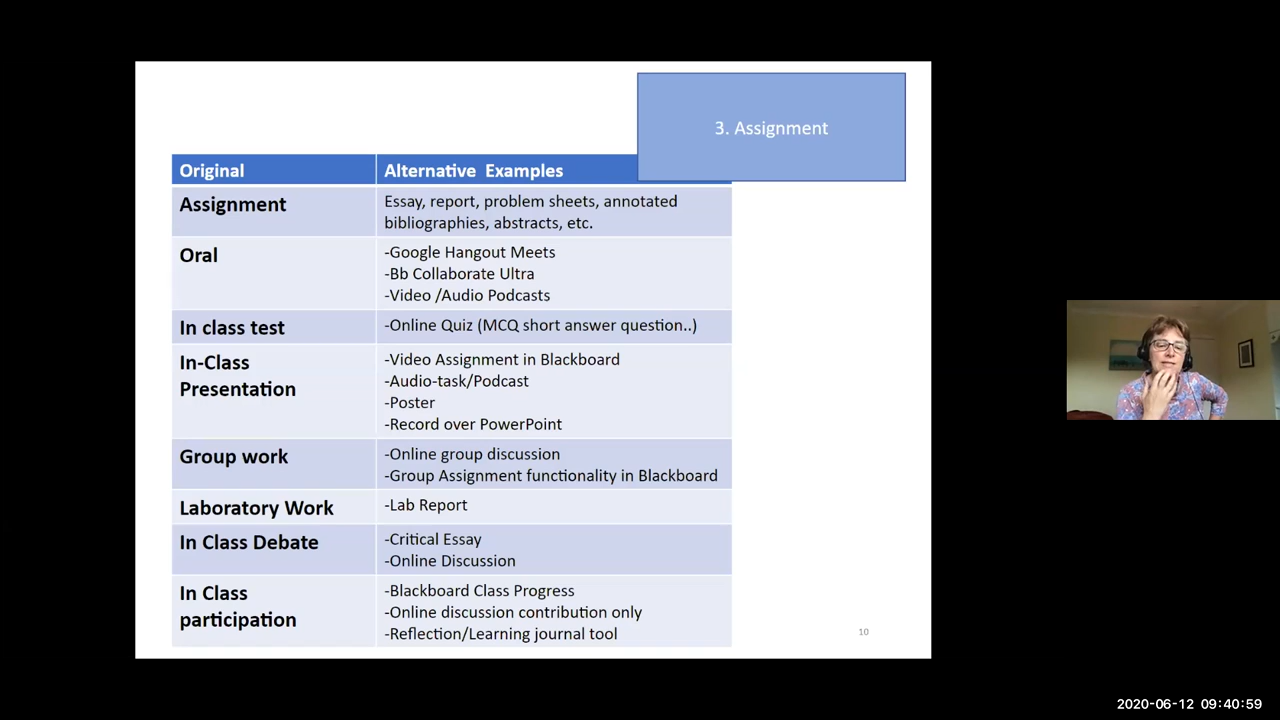 3. Assignment
Original
Alternative Examples
Assignment
Essay, report, problem sheets, annotated
bibliographies, abstracts, etc.
Oral
-Google Hangout Meets
-Bb Collaborate Ultra
-Video /Audio Podcasts
In class test
-Online Quiz (MCQ short answer question..)
In-Class
Presentation
-Video Assignment in Blackboard
-Audio-task/Podcast
-Poster
-Record over PowerPoint
Group work
-Online group discussion
-Group Assignment functionality in Blackboard
Laboratory Work
-Lab Report
In Class Debate
-Critical Essay
-Online Discussion
In Class
participation
-Blackboard Class Progress
-Online discussion contribution only
-Reflection/Learning journal tool
10
2020-06-12 09:40:59